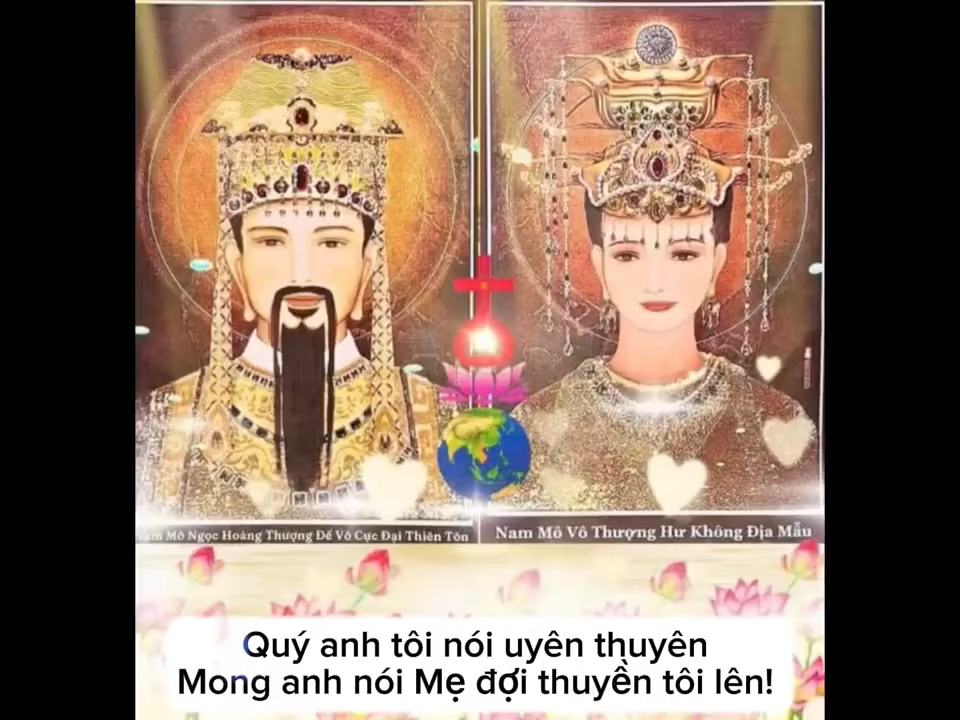 Nam Mô Ngọc Hoàng Thượng Đế Vô Cực Đại Thiên Tôn
Nam Mô Vô Thượng Hư Không Địa Mẫu
Quý anh tôi nói uyên thuyên
Mong anh nói Mẹ đợi thuyền tôi lên!